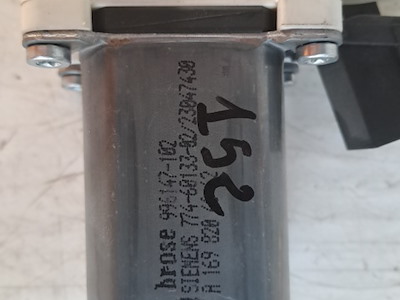 brose 996147-102
SIEMENS 774-60133-02/23047430
A 169 820
152